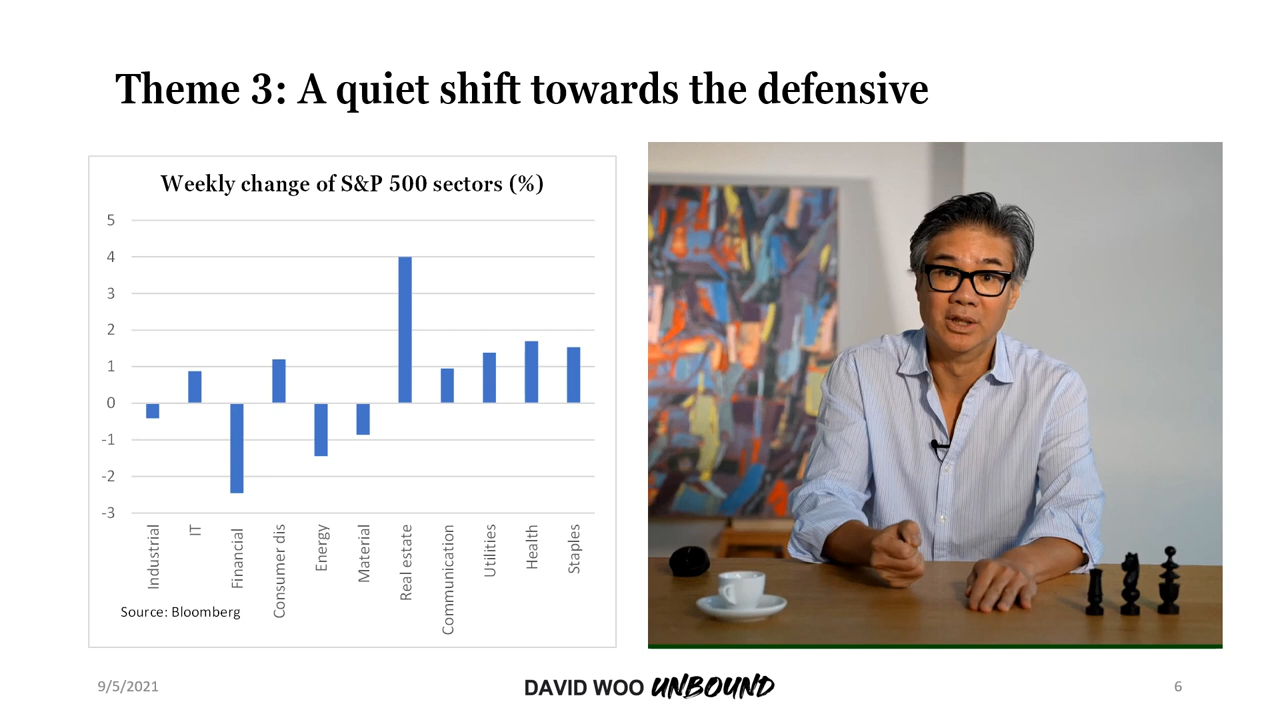 Theme 3: A quiet shift towards the defensive
Weekly change of S&P 500 sectors (%)
5
4
3
2
1
0
-1
-2
-3
Industrial
IT
Financial
Consumer dis
Energy
Material
Real estate
Communication
Utilities
Health
Staples
Source: Bloomberg
9/5/2021
DAVID WOO UNBOUND
6